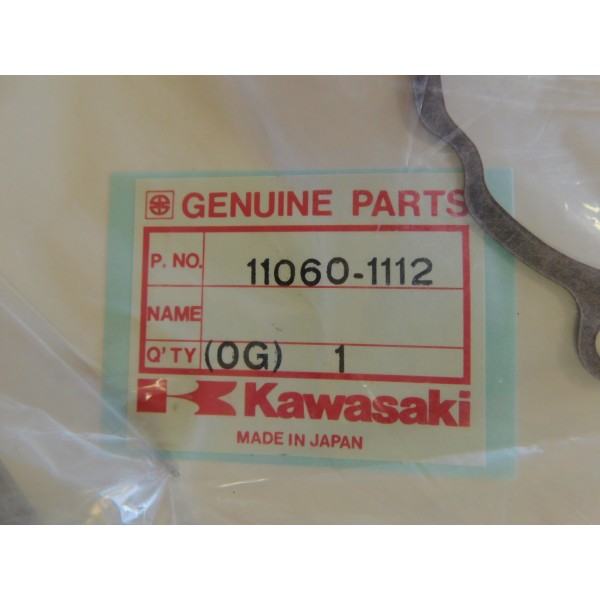 GENUINE PARTS
P. NO. 11060-1112
NAME
Q'TY (OG) 1
Kawasaki
MADE IN JAPAN